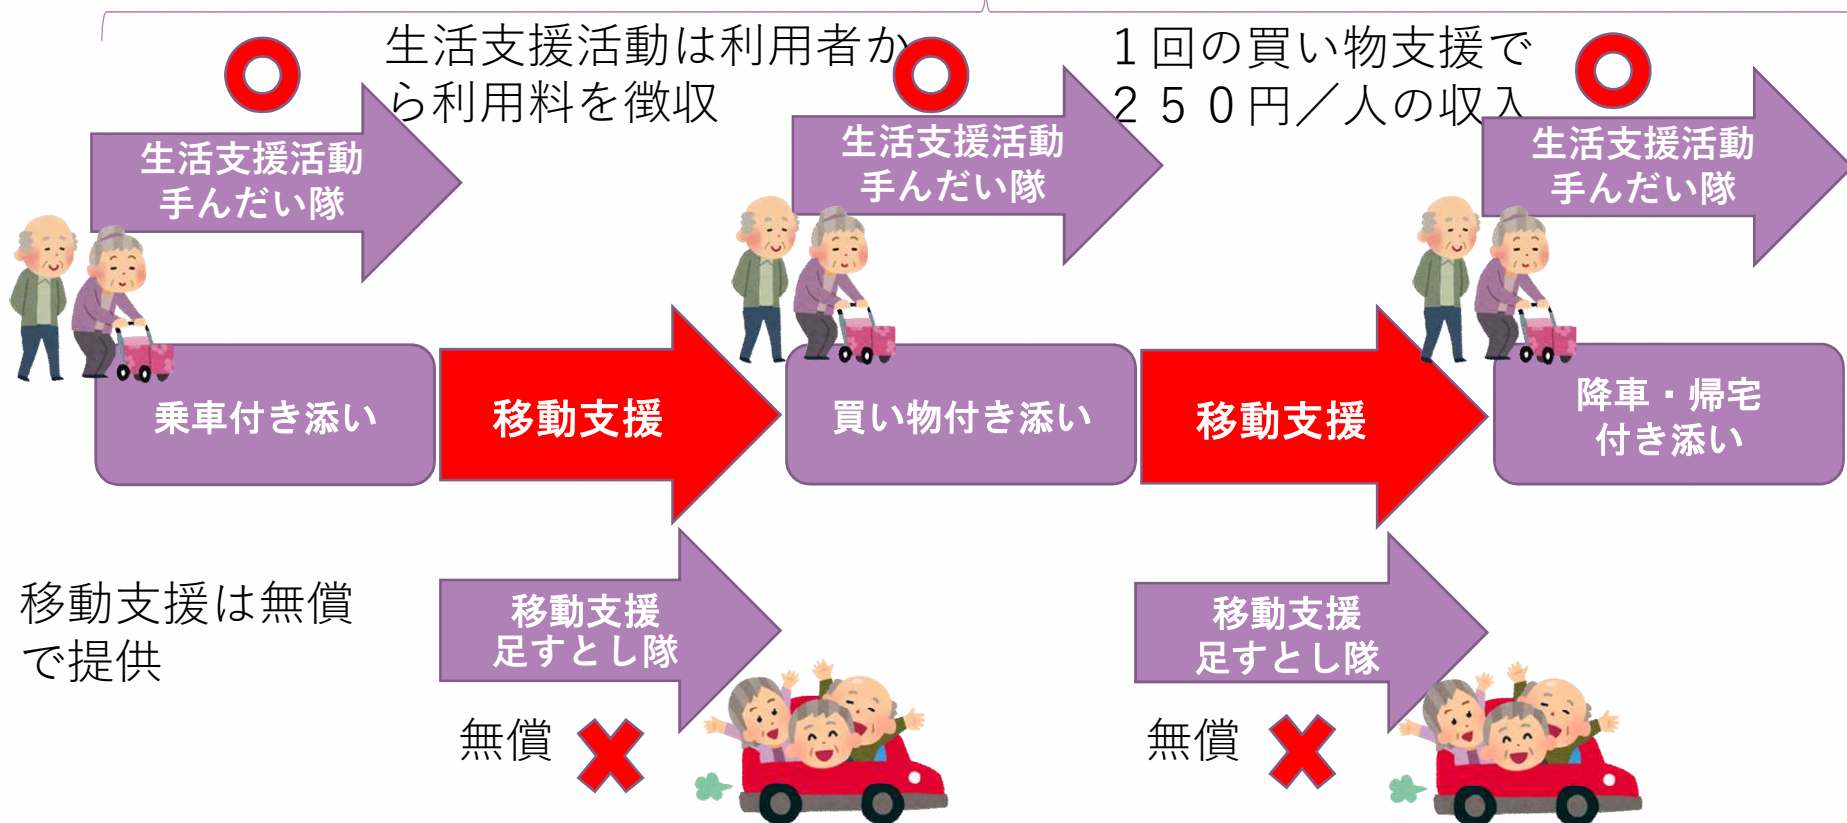 生活支援活動は利用者か
ら利用料を徴収
１回の買い物支援で
２５０円／人の収入
生活支援活動
手んだい隊
生活支援活動
手んだい隊
生活支援活動
手んだい隊
乗車付き添い
移動支援
買い物付き添い
移動支援
降車・帰宅
付き添い
移動支援は無償
で提供
移動支援
足すとし隊
無償
移動支援
足すとし隊
無償